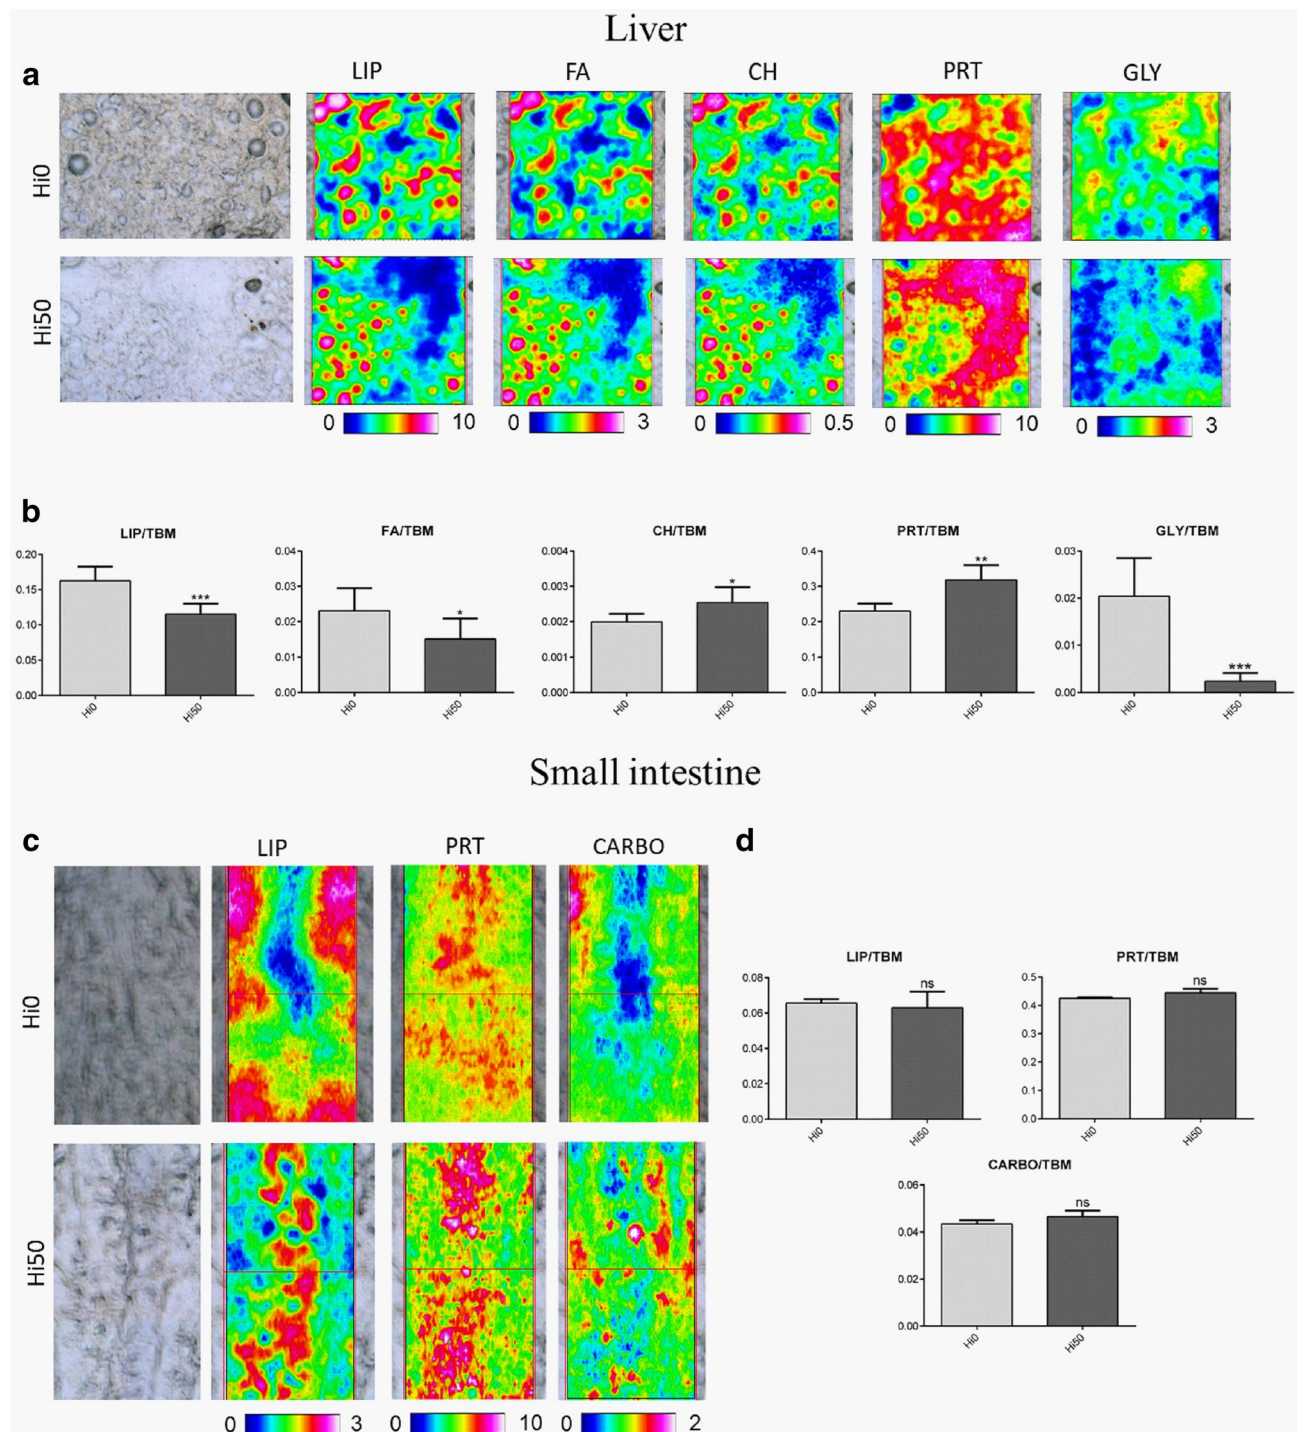 Liver
a
LIP FA CH PRT GLY
Hi0
Hi50
0 10 0 3 0 0.5 0 10 0 3
b
LIP/TBM
0.20
0.15
0.10
0.05
0.00
***
Hi0 Hi50
FA/TBM
0.04
0.03
0.02
0.01
0.00
*
Hi0 Hi50
CH/TBM
0.004
0.003
0.002
0.001
0.000
*
Hi0 Hi50
PRT/TBM
0.4
0.3
0.2
0.1
0.0
**
Hi0 Hi50
GLY/TBM
0.03
0.02
0.01
0.00
***
Hi0 Hi50
Small intestine
c
LIP PRT CARBO
Hi0
Hi50
0 3 0 10 0 2
d
LIP/TBM
0.08
0.06
0.04
0.02
0.00
ns
Hi0 Hi50
PRT/TBM
0.5
0.4
0.3
0.2
0.1
0.0
ns
Hi0 Hi50
CARBO/TBM
0.06
0.04
0.02
0.00
ns
Hi0 Hi50